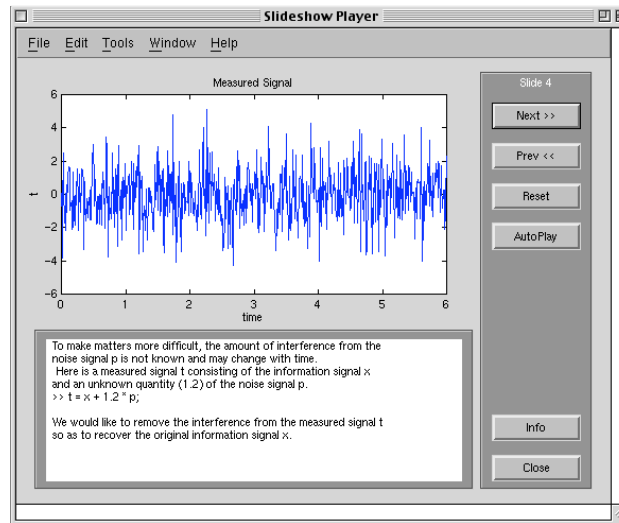 Slideshow Player
File Edit Tools Window Help
Measured Signal
6
4
2
0
-2
-4
-6
t
0 1 2 3 4 5 6
time
Slide 4
Next >>
Prev <<
Reset
AutoPlay
Info
Close
To make matters more difficult, the amount of interference from the
noise signal p is not known and may change with time.
Here is a measured signal t consisting of the information signal x
and an unknown quantity (1.2) of the noise signal p.
>> t = x + 1.2 * p;
We would like to remove the interference from the measured signal t
so as to recover the original information signal x.